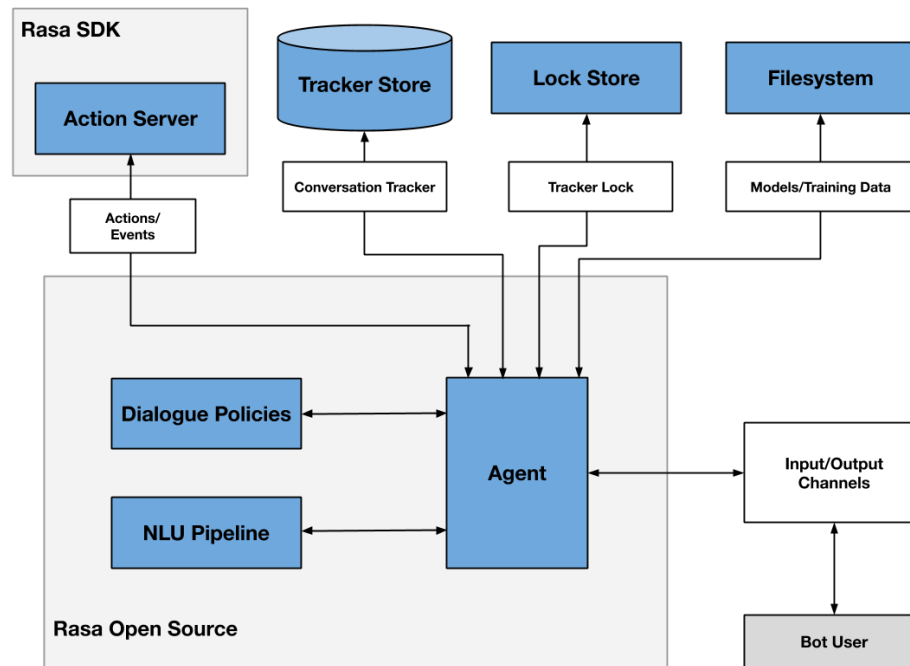 Rasa SDK
Action Server
Tracker Store
Lock Store
Filesystem
Actions/
Events
Conversation Tracker
Tracker Lock
Models/Training Data
Dialogue Policies
NLU Pipeline
Agent
Input/Output
Channels
Rasa Open Source
Bot User